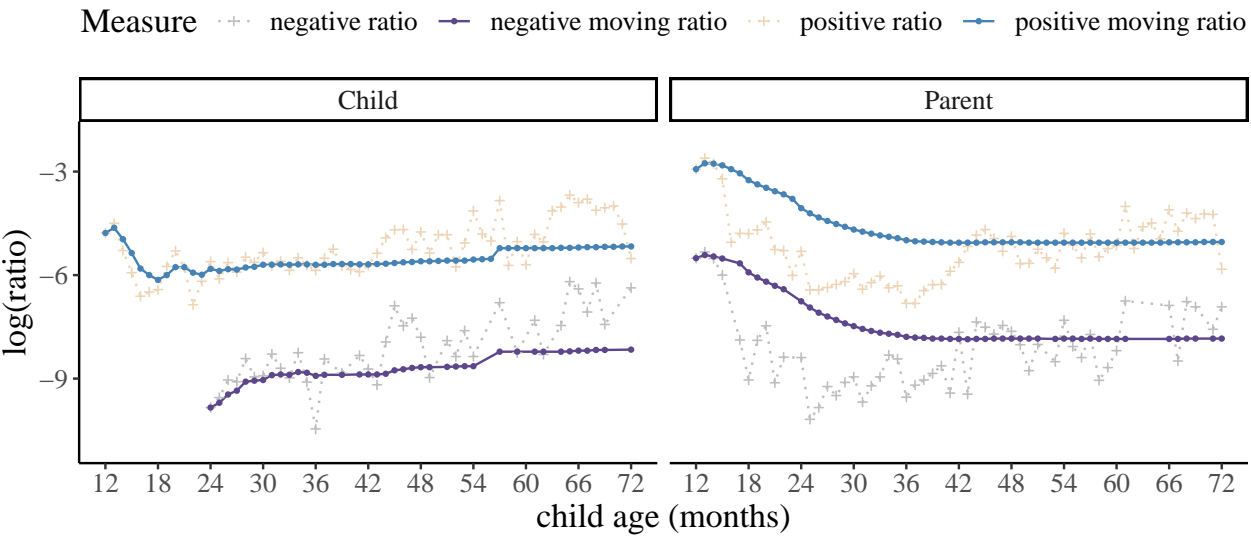 Measure negative ratio negative moving ratio positive ratio positive moving ratio
Child Parent
−3
−6
−9
log(ratio)
12 18 24 30 36 42 48 54 60 66 72 12 18 24 30 36 42 48 54 60 66 72
child age (months)